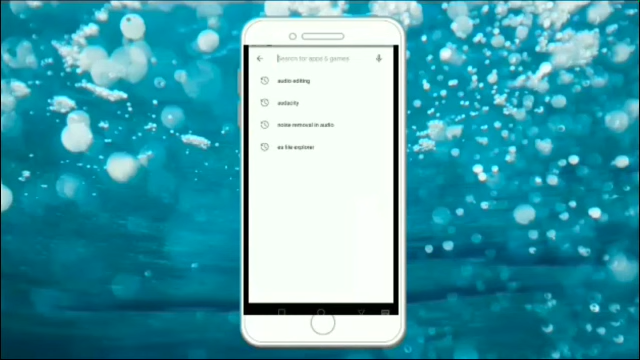 Search for apps & games
audio editing
audacity
noise removal in audio
es file explorer